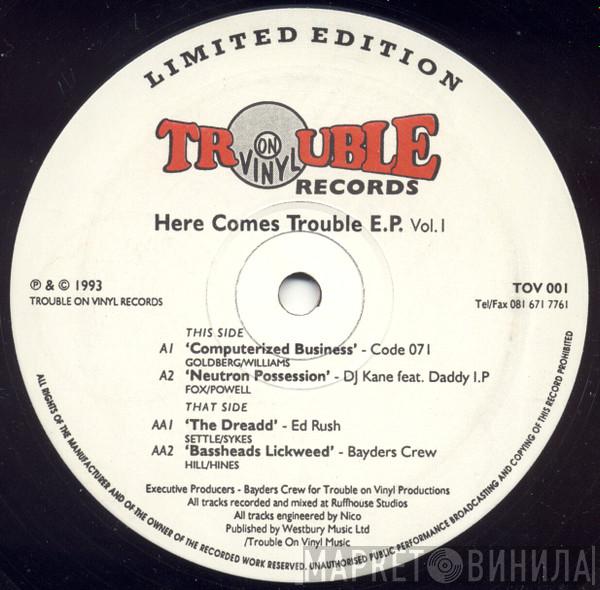 LIMITED EDITION
TROUBLE
ON
VINYL
RECORDS
Here Comes Trouble E.P. Vol.1
℗ & © 1993
TROUBLE ON VINYL RECORDS
TOV 001
Tel/Fax 081 671 7761
THIS SIDE
A1 ‘Computerized Business’ - Code 071
GOLDBERG/WILLIAMS
A2 ‘Neutron Possession’ - DJ Kane feat. Daddy I.P
FOX/POWELL
THAT SIDE
AA1 ‘The Dreadd’ - Ed Rush
SETTLE/SYKES
AA2 ‘Bassheads Lickweed’ - Bayders Crew
HILL/HINES
Executive Producers - Bayders Crew for Trouble on Vinyl Productions
All tracks recorded and mixed at Ruffhouse Studios
All tracks engineered by Nico
Published by Westbury Music Ltd
/Trouble On Vinyl Music
ALL RIGHTS OF THE MANUFACTURER AND OF THE OWNER OF THE RECORDED WORK RESERVED. UNAUTHORISED PUBLIC PERFORMANCE BROADCASTING AND COPYING OF THIS RECORD PROHIBITED
МАРКЕТ ВИНИЛА